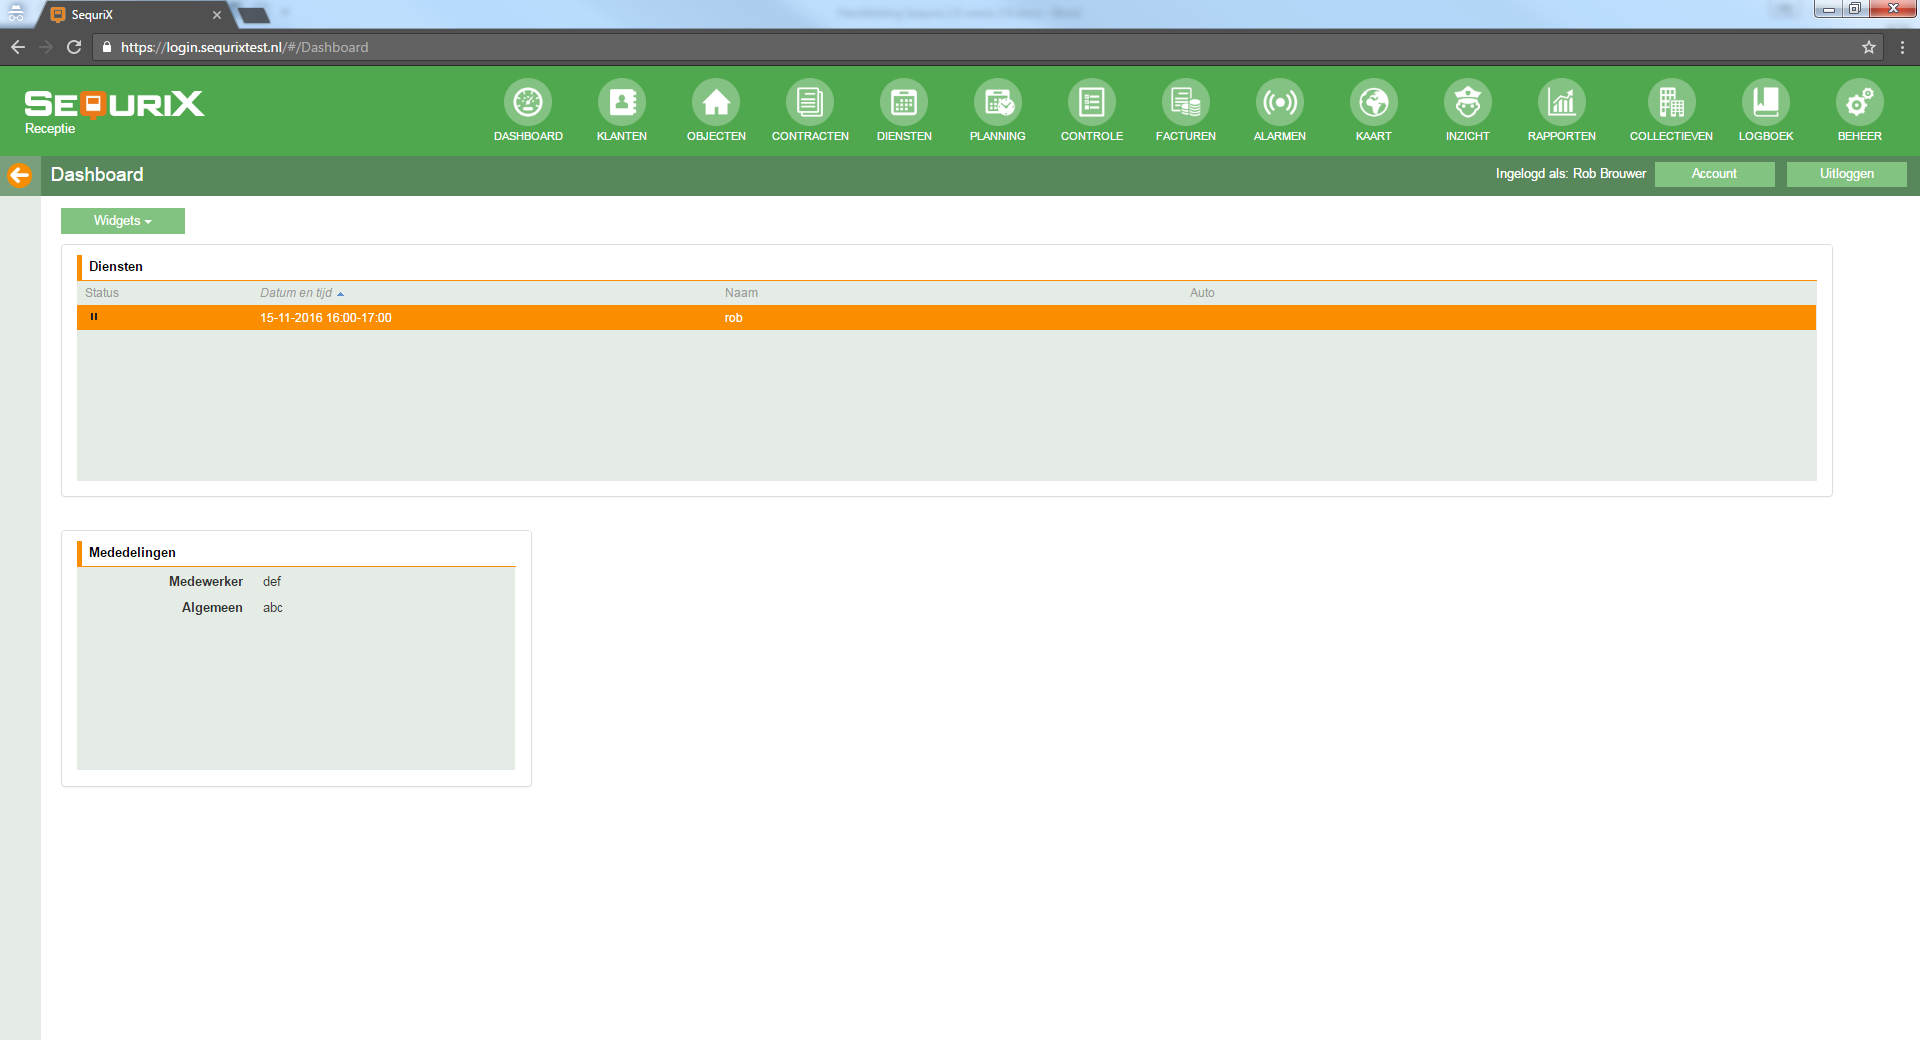 SequriX
https://login.sequrixtest.nl/#/Dashboard
SEQURIX
Receptie
DASHBOARD KLANTEN OBJECTEN CONTRACTEN DIENSTEN PLANNING CONTROLE FACTUREN ALARMEN KAART INZICHT RAPPORTEN COLLECTIEVEN LOGBOEK BEHEER
Dashboard
Ingelogd als: Rob Brouwer Account Uitloggen
Widgets
Diensten
Status Datum en tijd Naam Auto
15-11-2016 16:00-17:00 rob
Mededelingen
Medewerker def
Algemeen abc